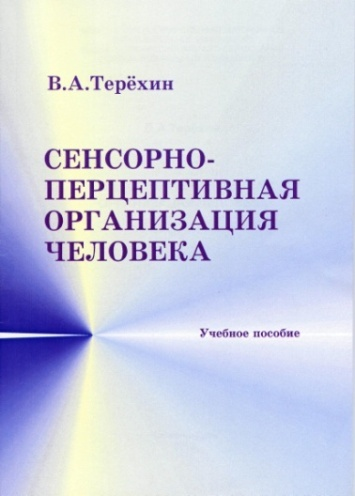 В.А.Терёхин
СЕНСОРНО-
ПЕРЦЕПТИВНАЯ
ОРГАНИЗАЦИЯ
ЧЕЛОВЕКА
Учебное пособие